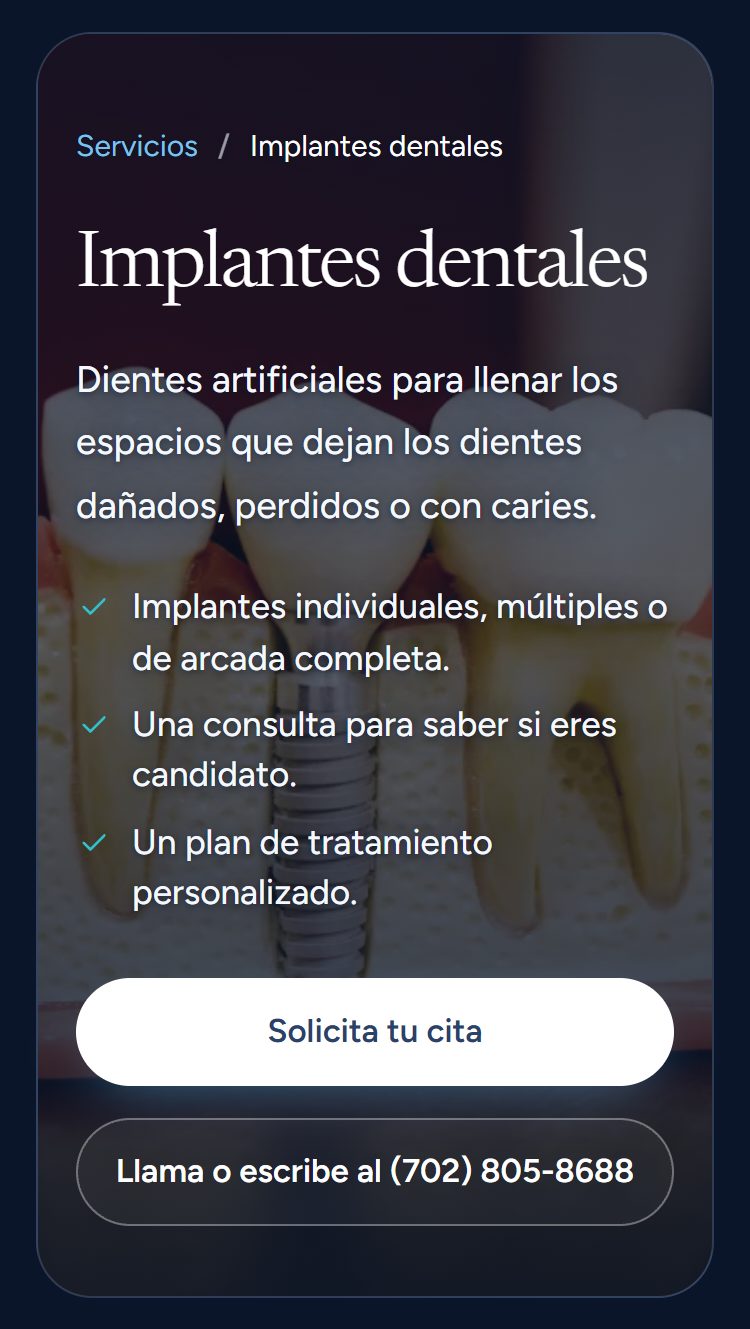 Servicios / Implantes dentales
Implantes dentales
Dientes artificiales para llenar los
espacios que dejan los dientes
dañados, perdidos o con caries.
Implantes individuales, múltiples o
de arcada completa.
Una consulta para saber si eres
candidato.
Un plan de tratamiento
personalizado.
Solicita tu cita
Llama o escribe al (702) 805-8688